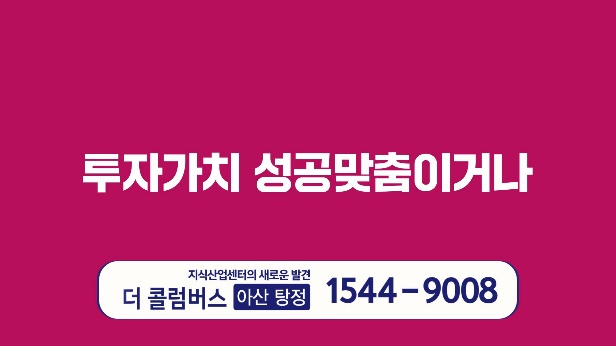 투자가치 성공맞춤이거나
지식산업센터의 새로운 발견
더 콜럼버스 아산 탕정 1544-9008